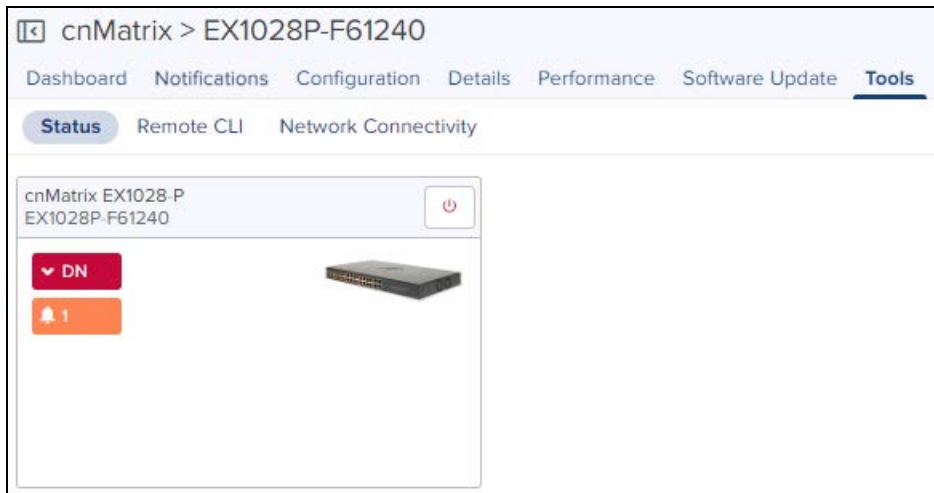 cnMatrix > EX1028P-F61240
Dashboard Notifications Configuration Details Performance Software Update Tools
Status Remote CLI Network Connectivity
cnMatrix EX1028-P
EX1028P-F61240
DN
1